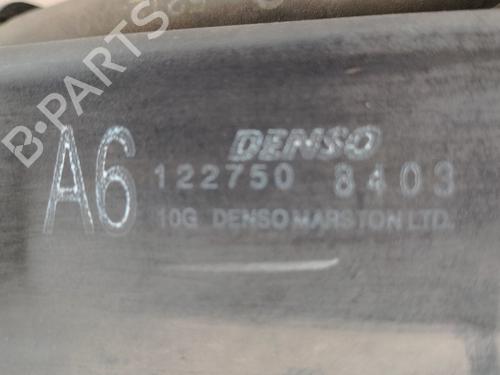 B-PARTS
A6
DENSO
122750 8403
10G DENSO MARSTON LTD.